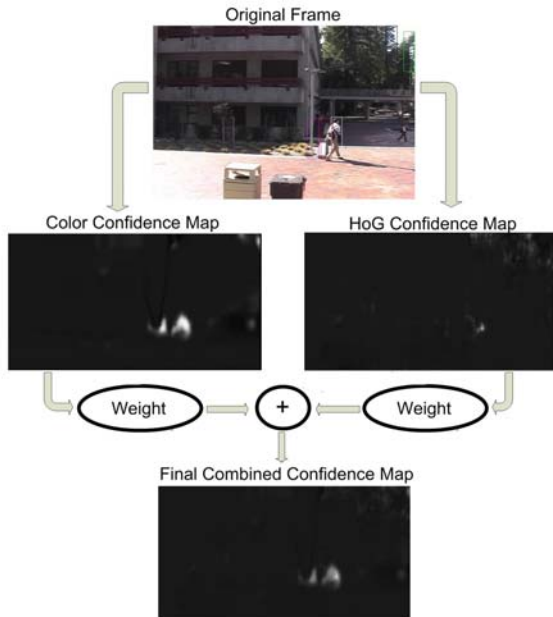 Original Frame
Color Confidence Map
HoG Confidence Map
Weight
+
Weight
Final Combined Confidence Map